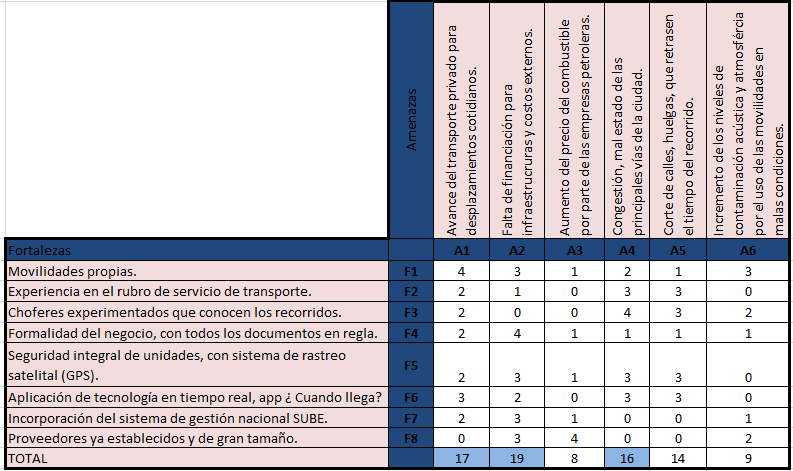 Amenazas
Avance del transporte privado para
desplazamientos cotidianos.
Falta de financiación para
infraestrucruras y costos externos.
Aumento del precio del combustible
por parte de las empresas petroleras.
Congestión, mal estado de las
principales vías de la ciudad.
Corte de calles, huelgas, que retrasen
el tiempo del recorrido.
Incremento de los niveles de
contaminación acústica y atmosfércia
por el uso de las movilidades en
malas condiciones.
Fortalezas A1 A2 A3 A4 A5 A6
Movilidades propias. F1 4 3 1 2 1 3
Experiencia en el rubro de servicio de transporte. F2 2 1 0 3 3 0
Choferes experimentados que conocen los recorridos. F3 2 0 0 4 3 2
Formalidad del negocio, con todos los documentos en regla. F4 2 4 1 1 1 1
Seguridad integral de unidades, con sistema de rastreo
satelital (GPS). F5 2 3 1 3 3 0
Aplicación de tecnología en tiempo real, app ¿ Cuando llega? F6 3 2 0 3 3 0
Incorporación del sistema de gestión nacional SUBE. F7 2 3 1 0 0 1
Proveedores ya establecidos y de gran tamaño. F8 0 3 4 0 0 2
TOTAL 17 19 8 16 14 9